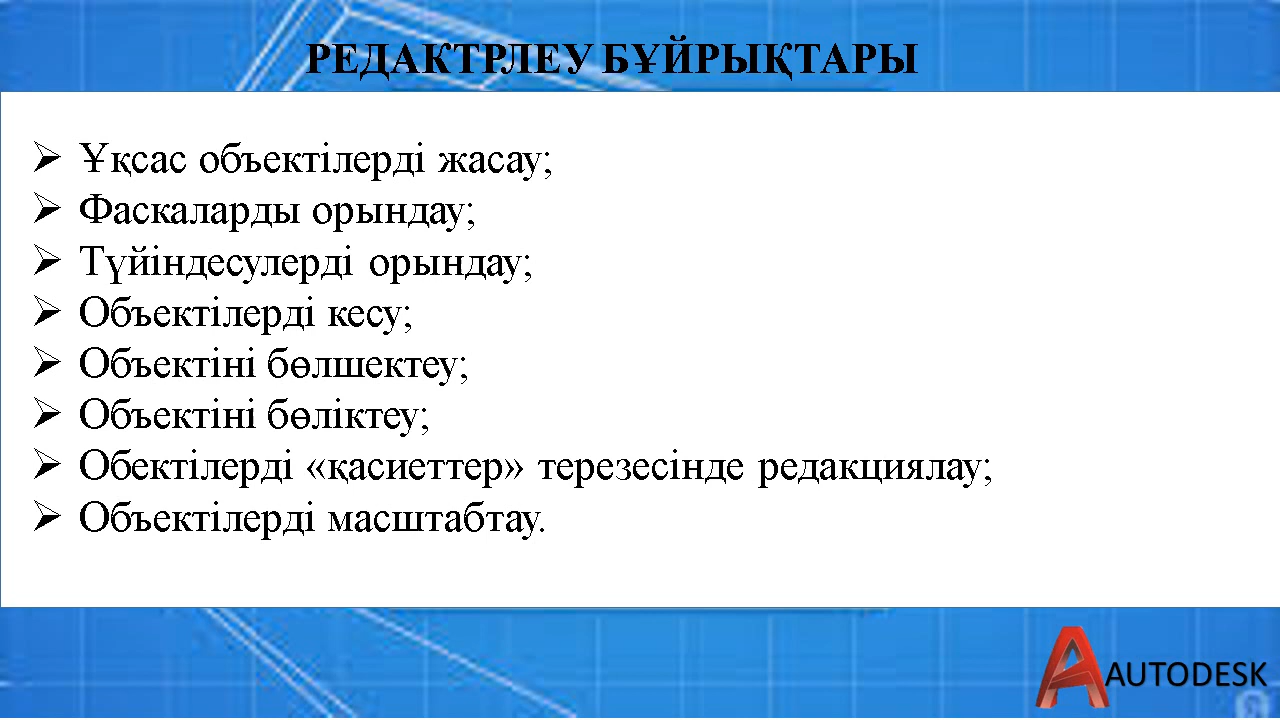 РЕДАКТРЛЕУ БҰЙРЫҚТАРЫ
➢ Ұқсас объектілерді жасау;
➢ Фаскаларды орындау;
➢ Түйіндесулерді орындау;
➢ Объектілерді кесу;
➢ Объектіні бөлшектеу;
➢ Объектіні бөліктеу;
➢ Обектілерді «қасиеттер» терезесінде редакциялау;
➢ Объектілерді масштабтау.
AUTODESK